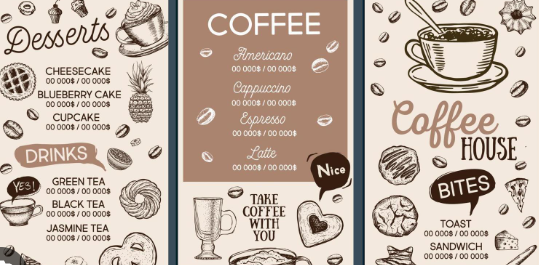 Desserts
CHEESECAKE
00 000$ / 00 000$
BLUEBERRY CAKE
00 000$ / 00 000$
CUPCAKE
00 000$ / 00 000$
DRINKS
YES!
GREEN TEA
00 000$ / 00 000$
BLACK TEA
00 000$ / 00 000$
JASMINE TEA
00 000$ / 00 000$
COFFEE
Americano
00 000$ / 00 000$
Cappuccino
00 000$ / 00 000$
Espresso
00 000$ / 00 000$
Latte
00 000$ / 00 000$
Nice
TAKE
COFFEE
WITH
YOU
Coffee
HOUSE
BITES
TOAST
00 000$ / 00 000$
SANDWICH
00 000$ / 00 000$